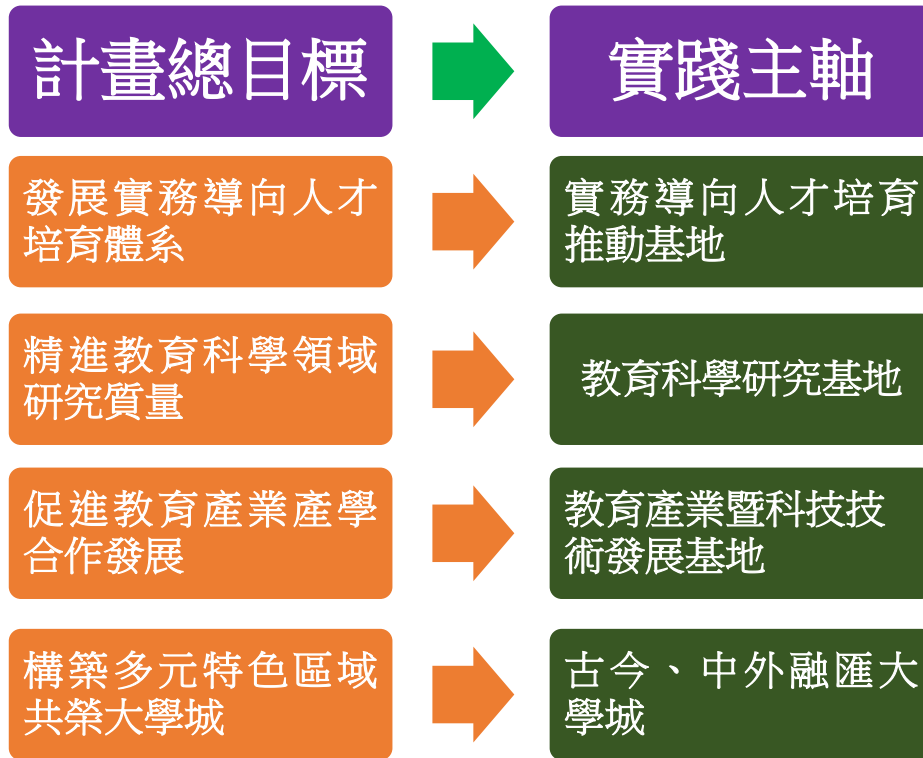 計畫總目標
實踐主軸
發展實務導向人才
培育體系
實務導向人才培育
推動基地
精進教育科學領域
研究質量
教育科學研究基地
促進教育產業產學
合作發展
教育產業暨科技技
術發展基地
構築多元特色區域
共榮大學城
古今、中外融匯大
學城